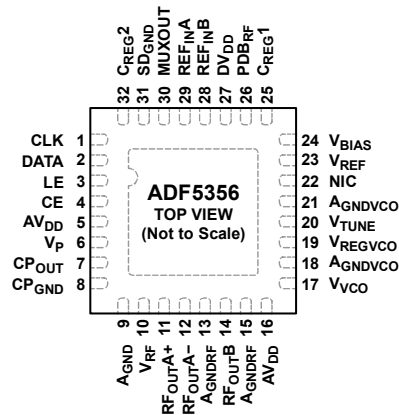 CREG2
SDGND
MUXOUT
REFINA
REFINB
DVDD
PDBRF
CREG1
32 31 30 29 28 27 26 25
CLK 1
DATA 2
LE 3
CE 4
AVDD 5
VP 6
CPOUT 7
CPGND 8
ADF5356
TOP VIEW
(Not to Scale)
24 VBIAS
23 VREF
22 NIC
21 AGNDVCO
20 VTUNE
19 VREGVCO
18 AGNDVCO
17 VVCO
9 10 11 12 13 14 15 16
AGND
VRF
RFOUTA+
RFOUTA−
AGNDRF
RFOUTB
AGNDRF
AVDD